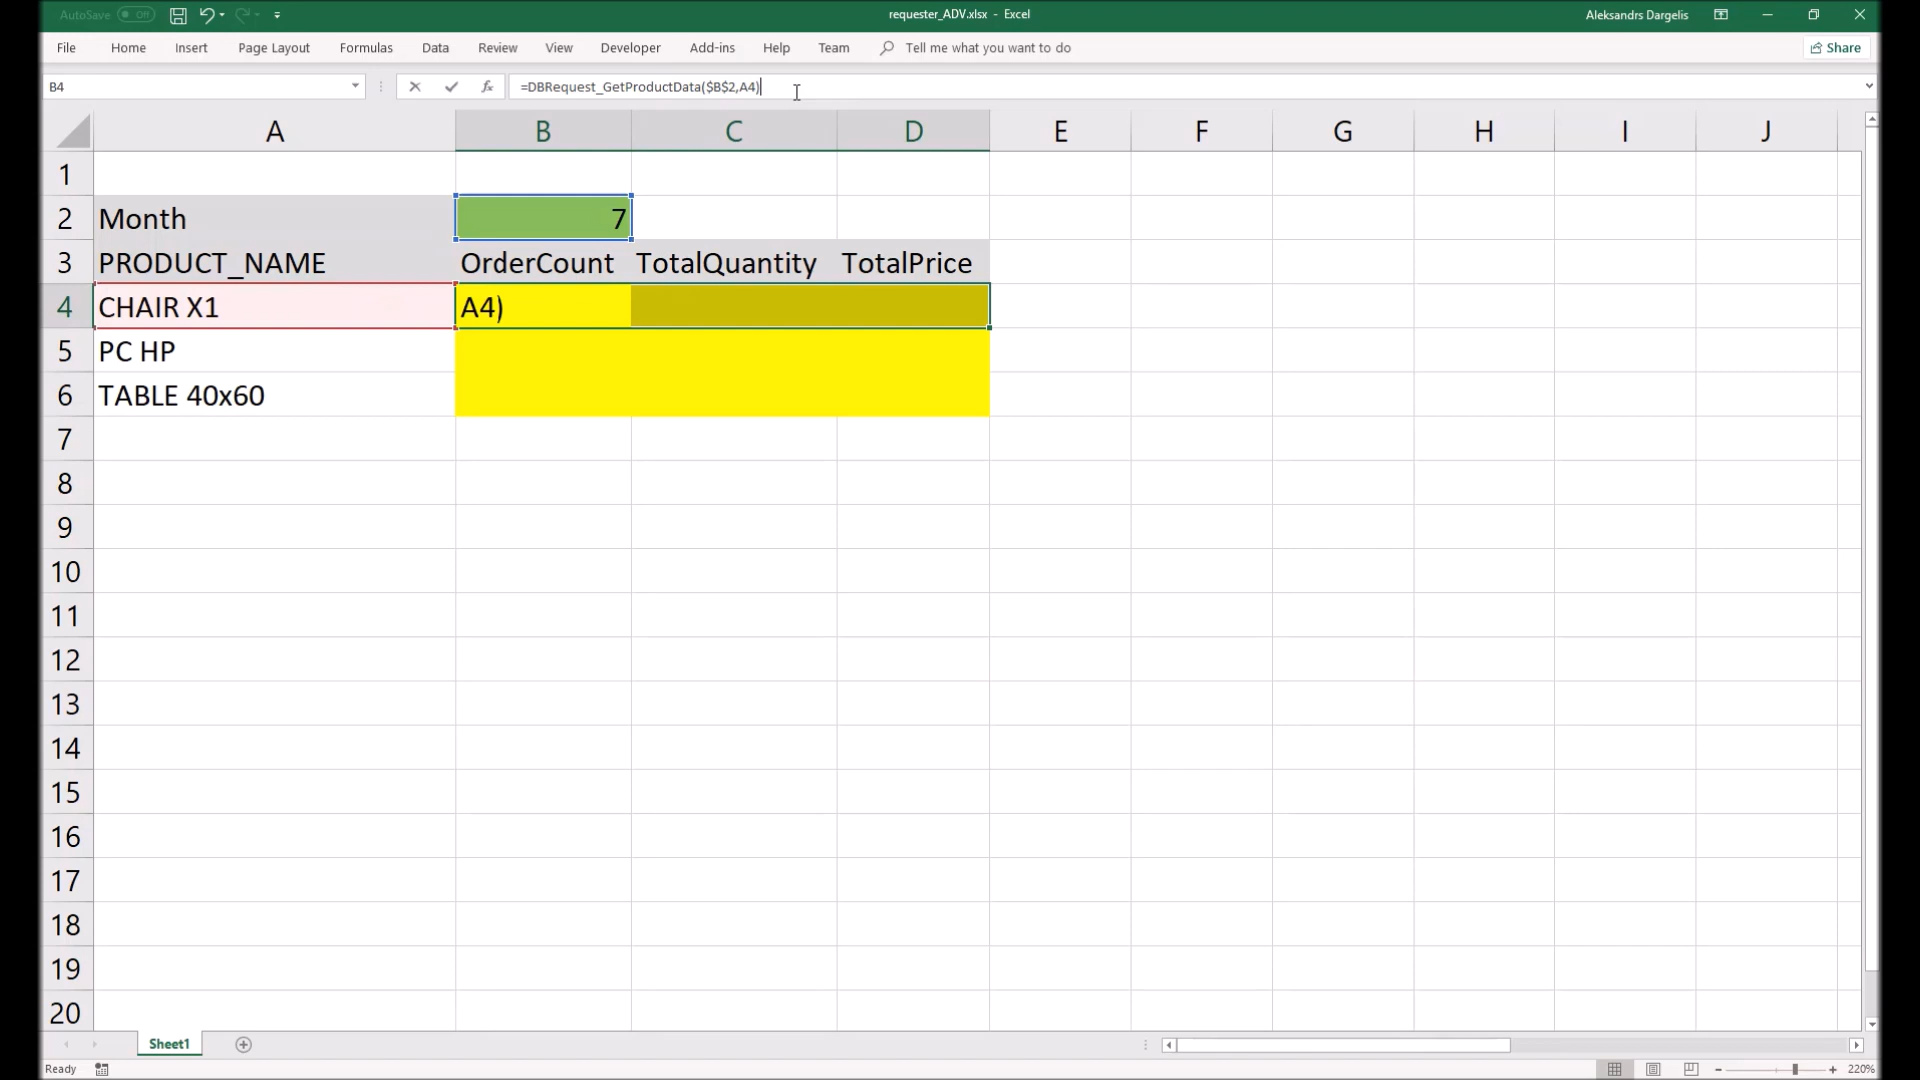 AutoSave Off requester_ADV.xlsx - Excel Aleksandrs Dargelis
File Home Insert Page Layout Formulas Data Review View Developer Add-ins Help Team Tell me what you want to do Share
B4 fx =DBRequest_GetProductData($B$2,A4)
A B C D E F G H I J
1
2 Month 7
3 PRODUCT_NAME OrderCount TotalQuantity TotalPrice
4 CHAIR X1 A4)
5 PC HP
6 TABLE 40x60
7
8
9
10
11
12
13
14
15
16
17
18
19
20
Sheet1
Ready 220%